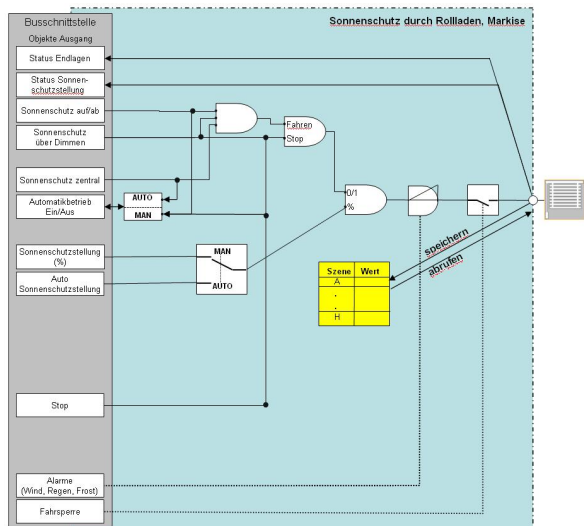 Busschnittstelle
Objekte Ausgang
Sonnenschutz durch Rollladen, Markise
Status Endlagen
Status Sonnen-
schutzstellung
Sonnenschutz auf/ab
Sonnenschutz
über Dimmen
Fahren
Stop
Sonnenschutz zentral
Automatikbetrieb
Ein/Aus
AUTO
MAN
0/1
%
Sonnenschutzstellung
(%)
Auto
Sonnenschutzstellung
MAN
AUTO
speichern
abrufen
Szene Wert
A
.
.
H
Stop
Alarme
(Wind, Regen, Frost)
Fahrsperre